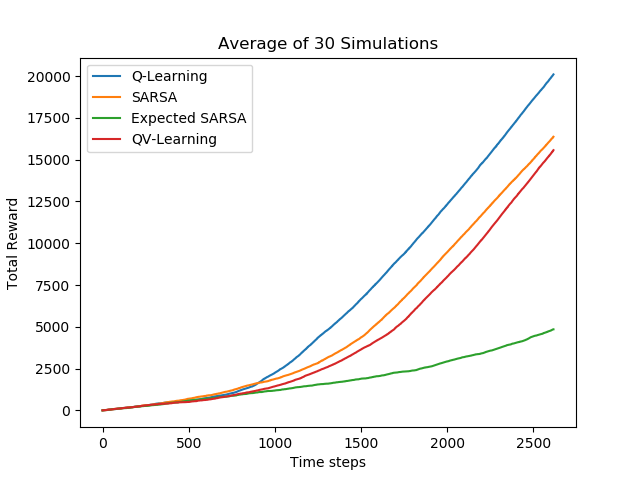 Average of 30 Simulations
Q-Learning
SARSA
Expected SARSA
QV-Learning
20000
17500
15000
12500
10000
7500
5000
2500
0
Total Reward
0 500 1000 1500 2000 2500
Time steps